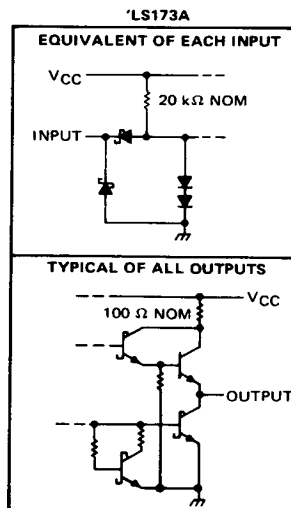 'LS173A
EQUIVALENT OF EACH INPUT
VCC
20 kΩ NOM
INPUT
TYPICAL OF ALL OUTPUTS
VCC
100 Ω NOM
OUTPUT